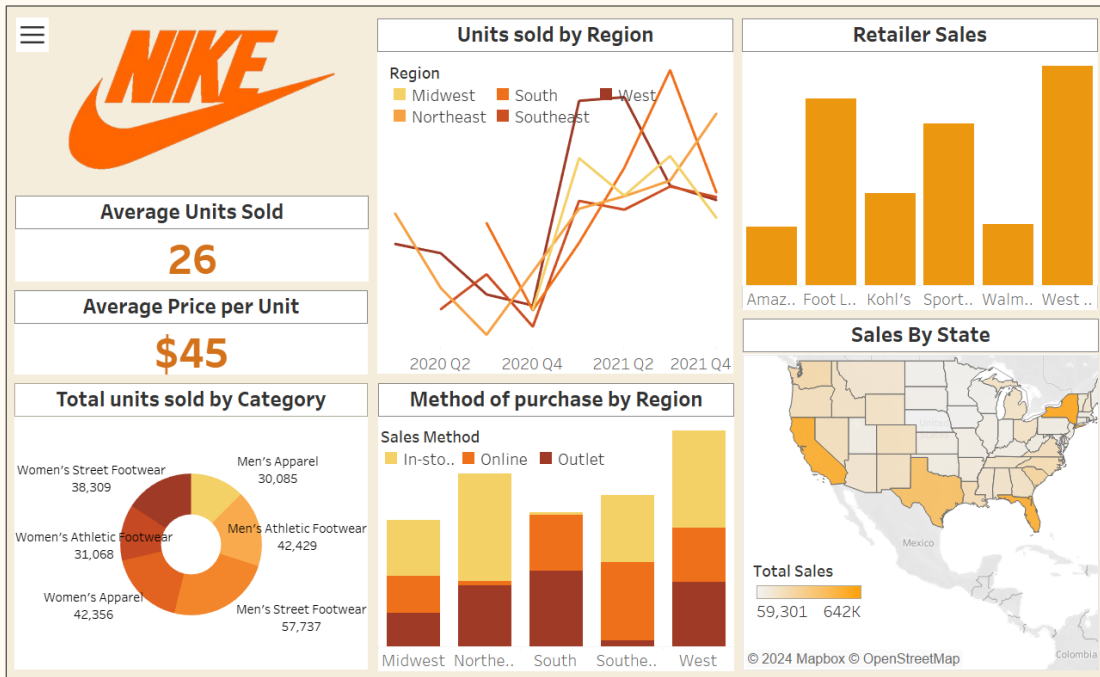 NIKE
Average Units Sold
26
Average Price per Unit
$45
Total units sold by Category
Women's Street Footwear
38,309
Men's Apparel
30,085
Women's Athletic Footwear
31,068
Men's Athletic Footwear
42,429
Women's Apparel
42,356
Men's Street Footwear
57,737
Units sold by Region
Region
Midwest South West
Northeast Southeast
2020 Q2 2020 Q4 2021 Q2 2021 Q4
Method of purchase by Region
Sales Method
In-sto.. Online Outlet
Midwest Northe.. South Southe.. West
Retailer Sales
Amaz.. Foot L.. Kohl's Sport.. Walm.. West ..
Sales By State
United
Mexico
Total Sales
59,301 642K
© 2024 Mapbox © OpenStreetMap
Colombia